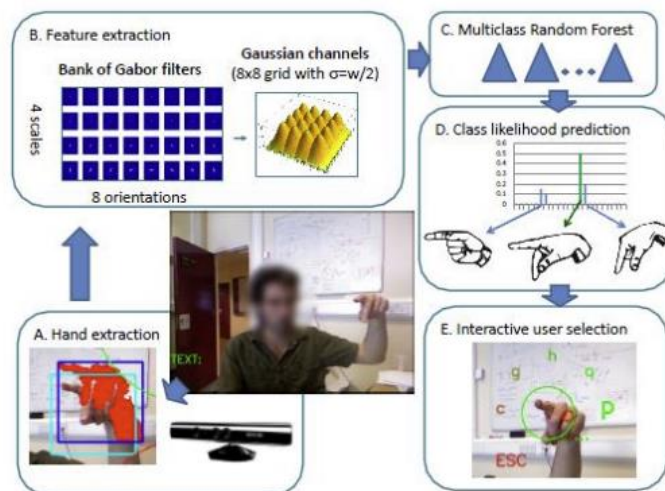 B. Feature extraction
Bank of Gabor filters
4 scales
8 orientations
Gaussian channels
(8x8 grid with σ=w/2)
C. Multiclass Random Forest
D. Class likelihood prediction
0.6
0.5
0.4
0.3
0.2
0.1
0
A. Hand extraction
TEXT:
E. Interactive user selection
h
g
q
c
p
ESC